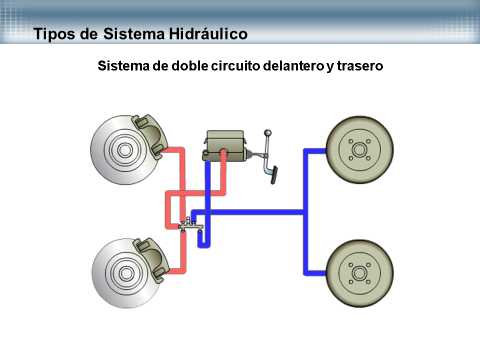 Tipos de Sistema Hidráulico
Sistema de doble circuito delantero y trasero